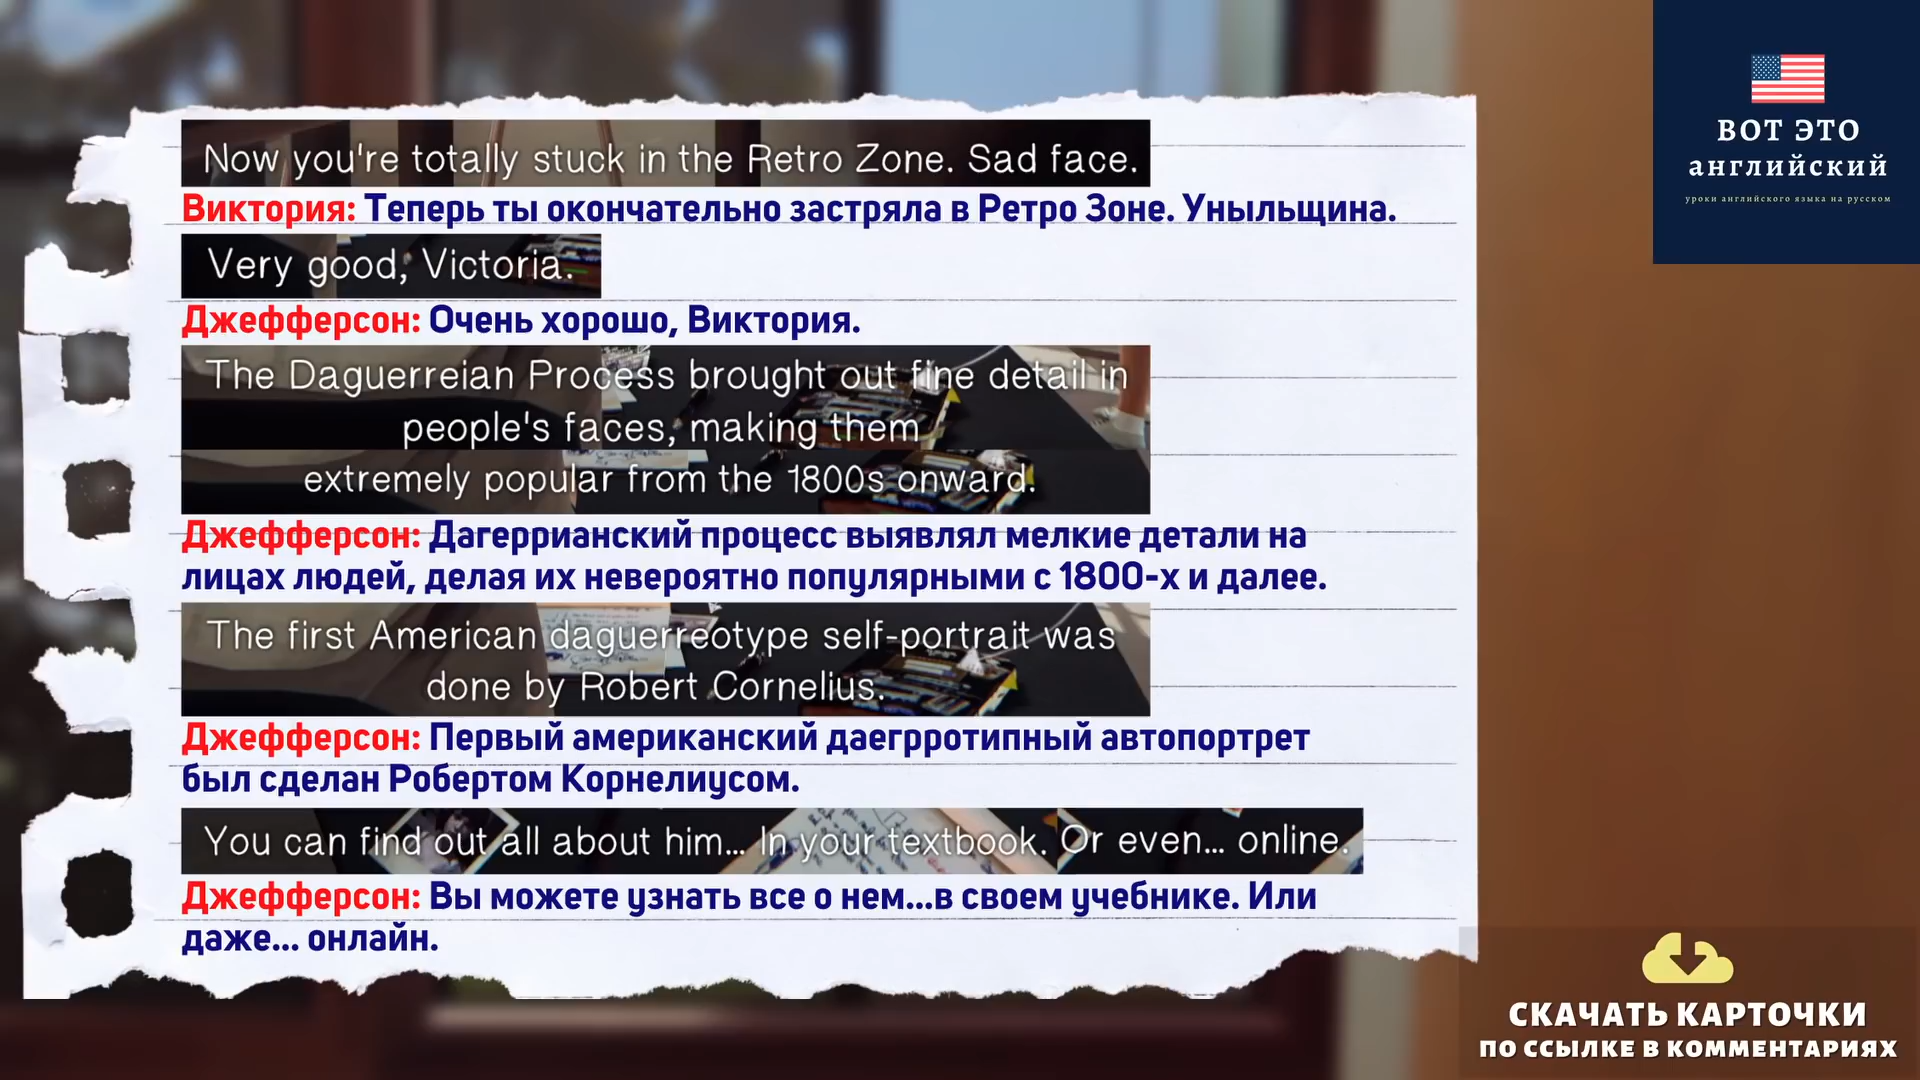 Now you're totally stuck in the Retro Zone. Sad face.
Виктория: Теперь ты окончательно застряла в Ретро Зоне. Уныльщина.
Very good, Victoria.
Джефферсон: Очень хорошо, Виктория.
The Daguerreian Process brought out fine detail in
people's faces, making them
extremely popular from the 1800s onward.
Джефферсон: Дагеррианский процесс выявлял мелкие детали на
лицах людей, делая их невероятно популярными с 1800-х и далее.
The first American daguerreotype self-portrait was
done by Robert Cornelius.
Джефферсон: Первый американский даегрротипный автопортрет
был сделан Робертом Корнелиусом.
You can find out all about him... In your textbook. Or even... online.
Джефферсон: Вы можете узнать все о нем...в своем учебнике. Или
даже... онлайн.
ВОТ ЭТО
английский
уроки английского языка на русском
СКАЧАТЬ КАРТОЧКИ
ПО ССЫЛКЕ В КОММЕНТАРИЯХ